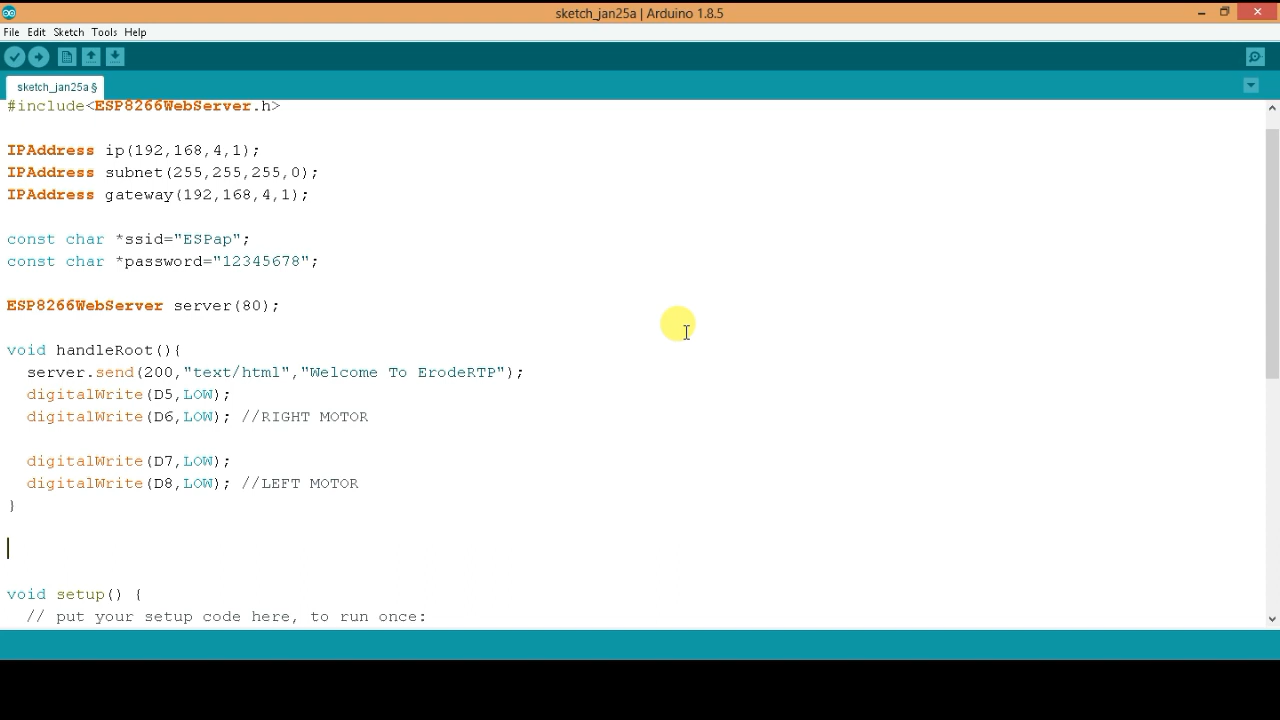 sketch_jan25a | Arduino 1.8.5
File Edit Sketch Tools Help
sketch_jan25a §
#include<ESP8266WebServer.h>
IPAddress ip(192,168,4,1);
IPAddress subnet(255,255,255,0);
IPAddress gateway(192,168,4,1);
const char *ssid="ESPap";
const char *password="12345678";
ESP8266WebServer server(80);
void handleRoot(){
  server.send(200,"text/html","Welcome To ErodeRTP");
  digitalWrite(D5,LOW);
  digitalWrite(D6,LOW); //RIGHT MOTOR
  digitalWrite(D7,LOW);
  digitalWrite(D8,LOW); //LEFT MOTOR
}
void setup() {
  // put your setup code here, to run once: